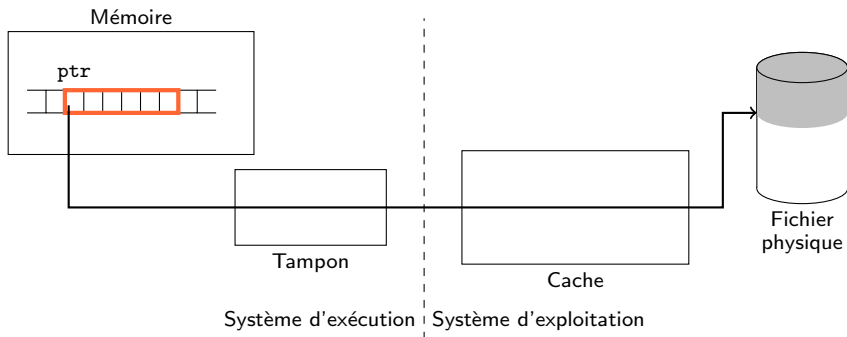 Mémoire
ptr
Tampon
Cache
Fichier
physique
Système d'exécution
Système d'exploitation